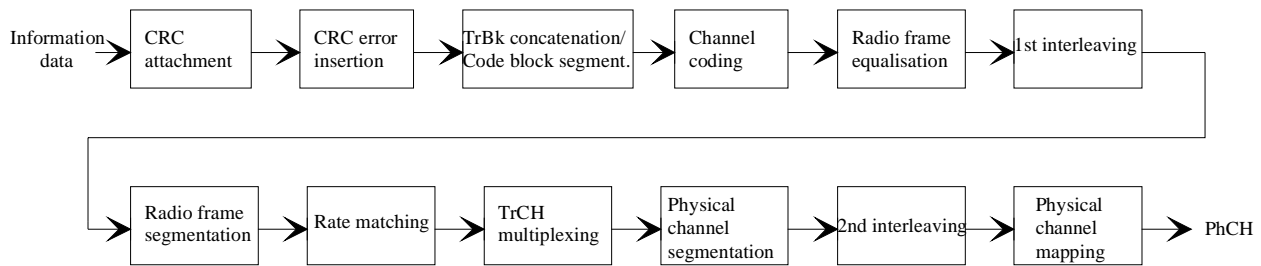 Information
data
CRC
attachment
CRC error
insertion
TrBk concatenation/
Code block segment.
Channel
coding
Radio frame
equalisation
1st interleaving
Radio frame
segmentation
Rate matching
TrCH
multiplexing
Physical
channel
segmentation
2nd interleaving
Physical
channel
mapping
PhCH